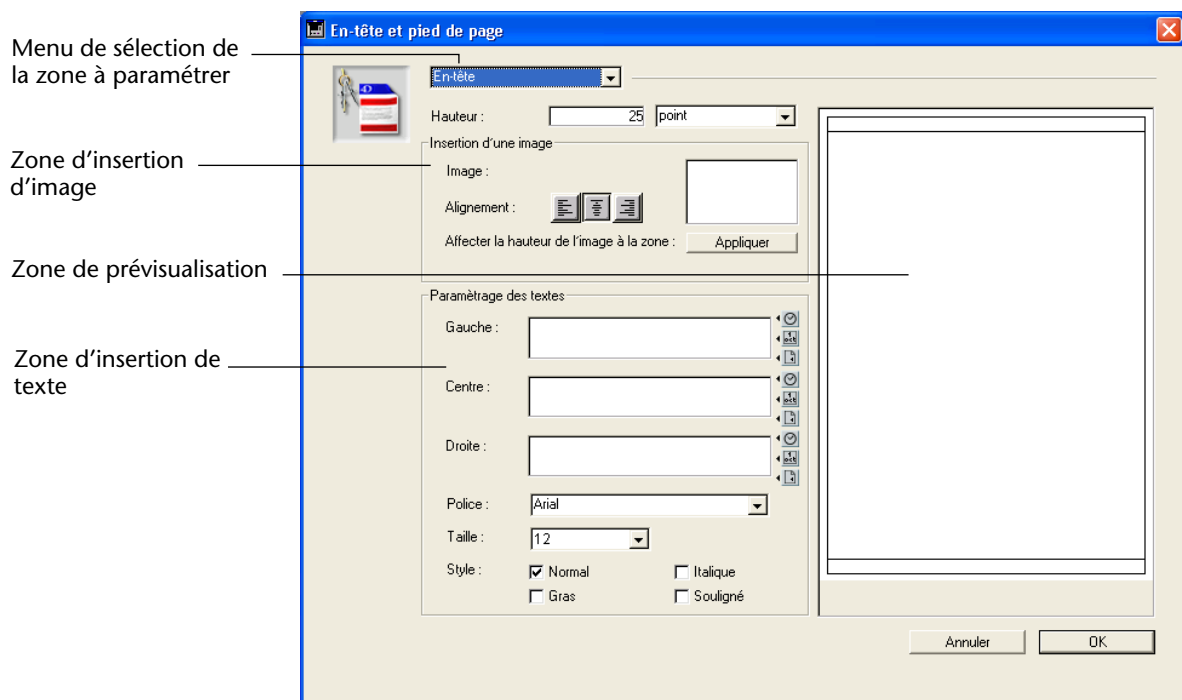 En-tête et pied de page
Menu de sélection de
la zone à paramétrer
En-tête
Hauteur :
25
point
Insertion d'une image
Zone d'insertion
d'image
Image :
Alignement :
Affecter la hauteur de l'image à la zone :
Appliquer
Zone de prévisualisation
Paramètrage des textes
Gauche :
Zone d'insertion de
texte
Centre :
Droite :
Police :
Arial
Taille :
12
Style :
Normal
Italique
Gras
Souligné
Annuler
OK